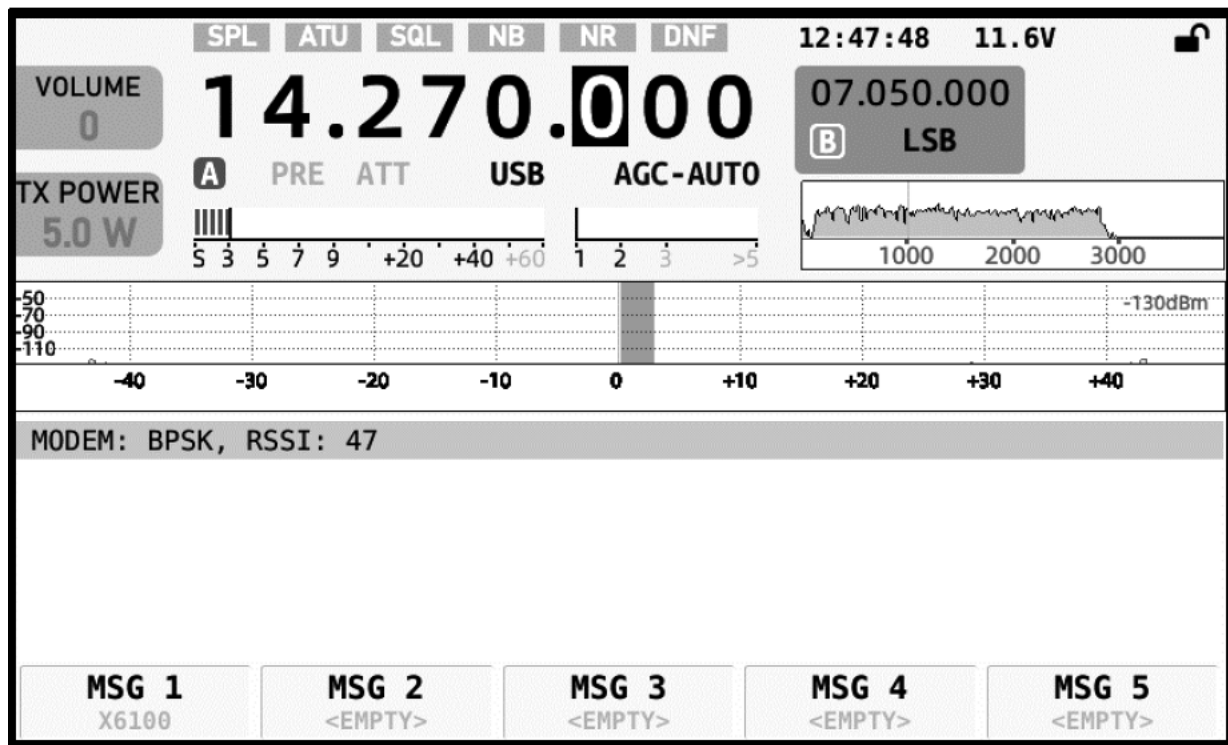 SPL ATU SQL NB NR DNF 12:47:48 11.6V
VOLUME
0
14.270.000
07.050.000
B LSB
A PRE ATT USB AGC-AUTO
TX POWER
5.0 W
S 3 5 7 9 +20 +40 +60 1 2 3 >5
1000 2000 3000
-50
-70
-90
-110
-130dBm
-40 -30 -20 -10 0 +10 +20 +30 +40
MODEM: BPSK, RSSI: 47
MSG 1 MSG 2 MSG 3 MSG 4 MSG 5
X6100 <EMPTY> <EMPTY> <EMPTY> <EMPTY>